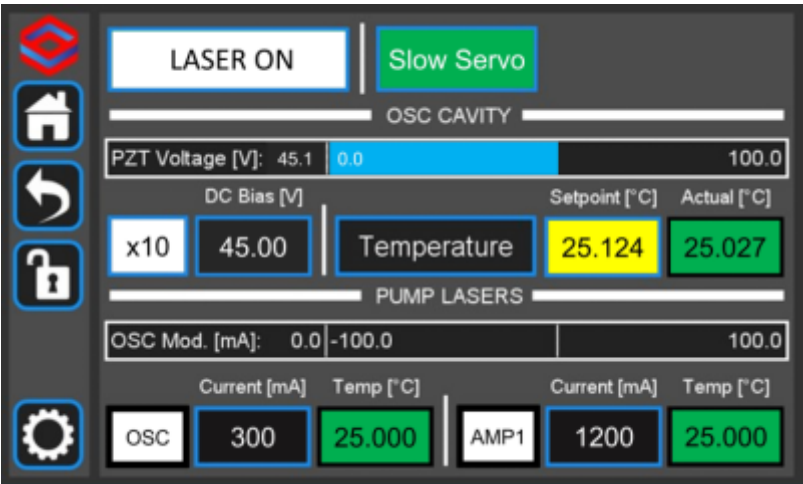 LASER ON Slow Servo
OSC CAVITY
PZT Voltage [V]: 45.1 0.0 100.0
DC Bias [V] Setpoint [°C] Actual [°C]
x10 45.00 Temperature 25.124 25.027
PUMP LASERS
OSC Mod. [mA]: 0.0 -100.0 100.0
Current [mA] Temp [°C] Current [mA] Temp [°C]
OSC 300 25.000 AMP1 1200 25.000